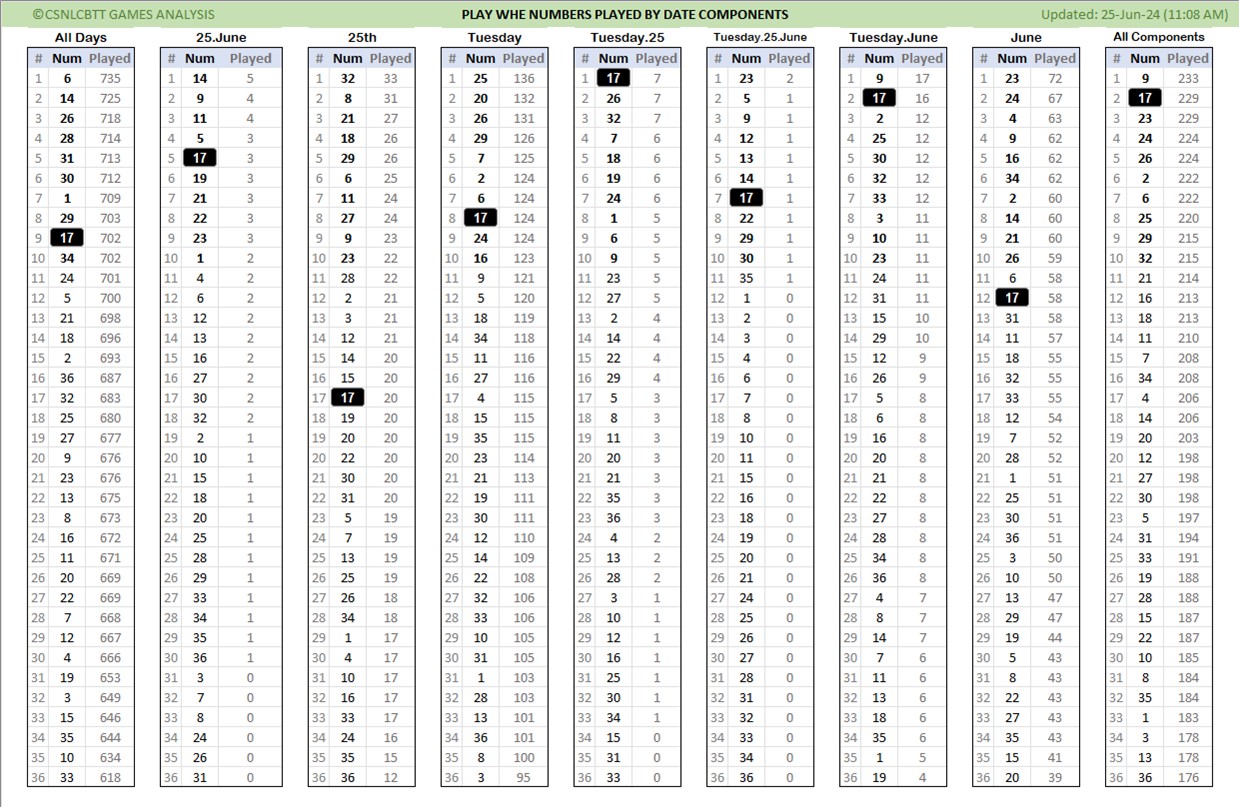 ©CSNLCBTT GAMES ANALYSIS PLAY WHE NUMBERS PLAYED BY DATE COMPONENTS Updated: 25-Jun-24 (11:08 AM)
All Days 25.June 25th Tuesday Tuesday.25 Tuesday.25.June Tuesday.June June All Components
# Num Played # Num Played # Num Played # Num Played # Num Played # Num Played # Num Played # Num Played # Num Played
1 6 735 1 14 5 1 32 33 1 25 136 1 17 7 1 23 2 1 9 17 1 23 72 1 9 233
2 14 725 2 9 4 2 8 31 2 20 132 2 26 7 2 5 1 2 17 16 2 24 67 2 17 229
3 26 718 3 11 4 3 21 27 3 26 131 3 32 7 3 9 1 3 2 12 3 4 63 3 23 229
4 28 714 4 5 3 4 18 26 4 29 126 4 7 6 4 12 1 4 25 12 4 9 62 4 24 224
5 31 713 5 17 3 5 29 26 5 7 125 5 18 6 5 13 1 5 30 12 5 16 62 5 26 224
6 30 712 6 19 3 6 6 25 6 2 124 6 19 6 6 14 1 6 32 12 6 34 62 6 2 222
7 1 709 7 21 3 7 11 24 7 6 124 7 24 6 7 17 1 7 33 12 7 2 60 7 6 222
8 29 703 8 22 3 8 27 24 8 17 124 8 1 5 8 22 1 8 3 11 8 14 60 8 25 220
9 17 702 9 23 3 9 9 23 9 24 124 9 6 5 9 29 1 9 10 11 9 21 60 9 29 215
10 34 702 10 1 2 10 23 22 10 16 123 10 9 5 10 30 1 10 23 11 10 26 59 10 32 215
11 24 701 11 4 2 11 28 22 11 9 121 11 23 5 11 35 1 11 24 11 11 6 58 11 21 214
12 5 700 12 6 2 12 2 21 12 5 120 12 27 5 12 1 0 12 31 11 12 17 58 12 16 213
13 21 698 13 12 2 13 3 21 13 18 119 13 2 4 13 2 0 13 15 10 13 31 58 13 18 213
14 18 696 14 13 2 14 12 21 14 34 118 14 14 4 14 3 0 14 29 10 14 11 57 14 11 210
15 2 693 15 16 2 15 14 20 15 11 116 15 22 4 15 4 0 15 12 9 15 18 55 15 7 208
16 36 687 16 27 2 16 15 20 16 27 116 16 29 4 16 6 0 16 26 9 16 32 55 16 34 208
17 32 683 17 30 2 17 17 20 17 4 115 17 5 3 17 7 0 17 5 8 17 33 55 17 4 206
18 25 680 18 32 2 18 19 20 18 15 115 18 8 3 18 8 0 18 6 8 18 12 54 18 14 206
19 27 677 19 2 1 19 20 20 19 35 115 19 11 3 19 10 0 19 16 8 19 7 52 19 20 203
20 9 676 20 10 1 20 22 20 20 23 114 20 20 3 20 11 0 20 20 8 20 28 52 20 12 198
21 23 676 21 15 1 21 30 20 21 21 113 21 21 3 21 15 0 21 21 8 21 1 51 21 27 198
22 13 675 22 18 1 22 31 20 22 19 111 22 35 3 22 16 0 22 22 8 22 25 51 22 30 198
23 8 673 23 20 1 23 5 19 23 30 111 23 36 3 23 18 0 23 27 8 23 30 51 23 5 197
24 16 672 24 25 1 24 7 19 24 12 110 24 4 2 24 19 0 24 28 8 24 36 51 24 31 194
25 11 671 25 28 1 25 13 19 25 14 109 25 13 2 25 20 0 25 34 8 25 3 50 25 33 191
26 20 669 26 29 1 26 25 19 26 22 108 26 28 2 26 21 0 26 36 8 26 10 50 26 19 188
27 22 669 27 33 1 27 26 18 27 32 106 27 3 1 27 24 0 27 4 7 27 13 47 27 28 188
28 7 668 28 34 1 28 34 18 28 33 106 28 10 1 28 25 0 28 8 7 28 29 47 28 15 187
29 12 667 29 35 1 29 1 17 29 10 105 29 12 1 29 26 0 29 14 7 29 19 44 29 22 187
30 4 666 30 36 1 30 4 17 30 31 105 30 16 1 30 27 0 30 7 6 30 5 43 30 10 185
31 19 653 31 3 0 31 10 17 31 1 103 31 25 1 31 28 0 31 11 6 31 8 43 31 8 184
32 3 649 32 7 0 32 16 17 32 28 103 32 30 1 32 31 0 32 13 6 32 22 43 32 35 184
33 15 646 33 8 0 33 33 17 33 13 101 33 34 1 33 32 0 33 18 6 33 27 43 33 1 183
34 35 644 34 24 0 34 24 16 34 36 101 34 15 0 34 33 0 34 35 6 34 35 43 34 3 178
35 10 634 35 26 0 35 35 15 35 8 100 35 31 0 35 34 0 35 1 5 35 15 41 35 13 178
36 33 618 36 31 0 36 36 12 36 3 95 36 33 0 36 36 0 36 19 4 36 20 39 36 36 176